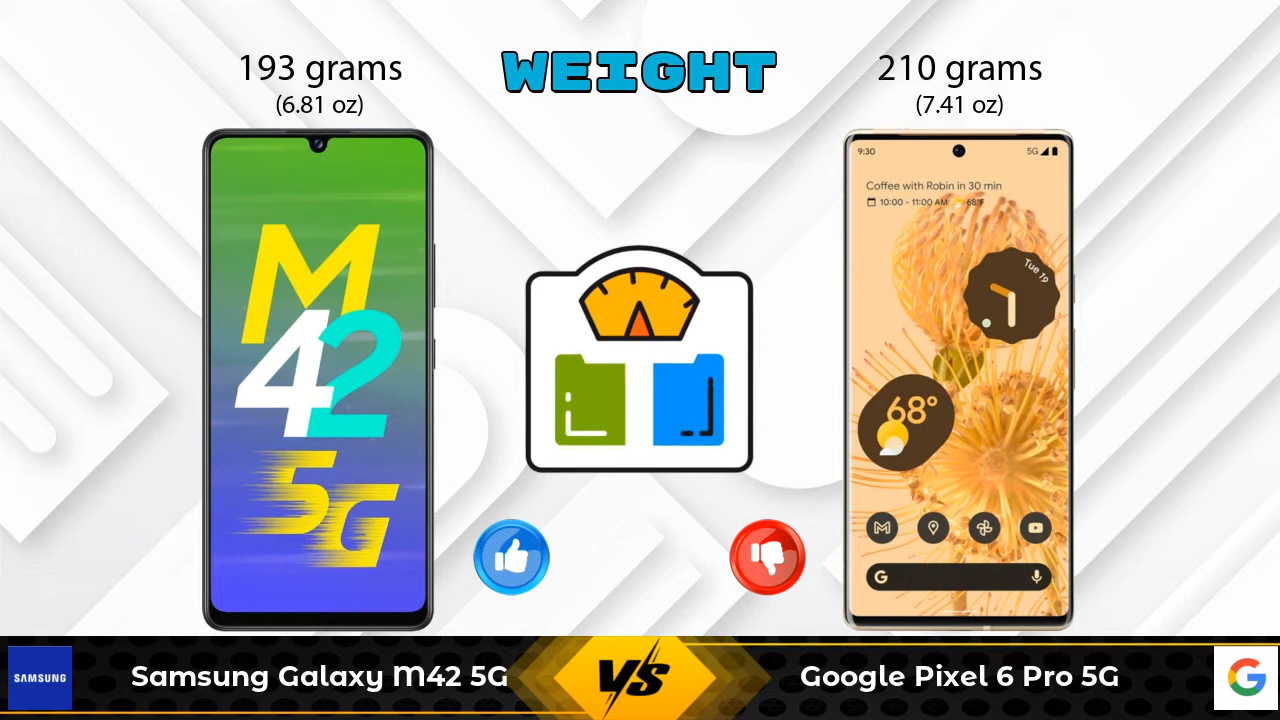 WEIGHT
193 grams
(6.81 oz)
210 grams
(7.41 oz)
M
42
5G
9:30
5G
Coffee with Robin in 30 min
10:00 - 11:00 AM 68°F
Tue 19
68°
G
SAMSUNG
Samsung Galaxy M42 5G
VS
Google Pixel 6 Pro 5G
G